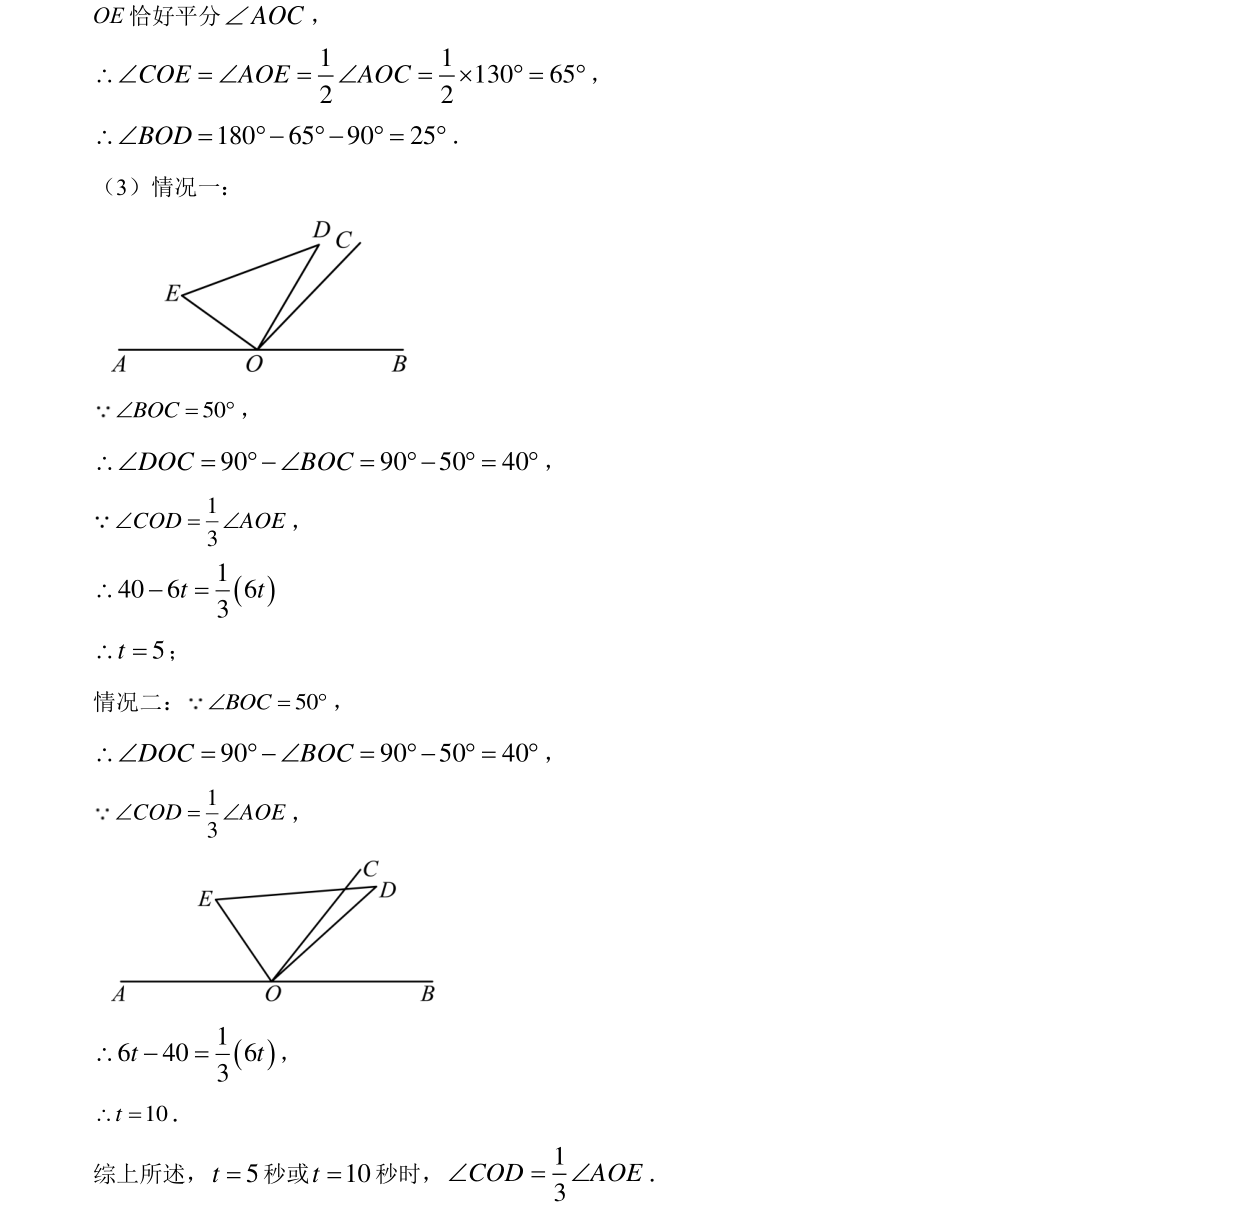 OE 恰好平分∠AOC，
∴∠COE=∠AOE=1/2∠AOC=1/2×130°=65°，
∴∠BOD=180°−65°−90°=25°．
（3）情况一：
D C
E
A O B
∵∠BOC=50°，
∴∠DOC=90°−∠BOC=90°−50°=40°，
∵∠COD=1/3∠AOE，
∴40−6t=1/3(6t)
∴t=5；
情况二：∵∠BOC=50°，
∴∠DOC=90°−∠BOC=90°−50°=40°，
∵∠COD=1/3∠AOE，
C
E D
A O B
∴6t−40=1/3(6t)，
∴t=10．
综上所述，t=5秒或t=10秒时，∠COD=1/3∠AOE．